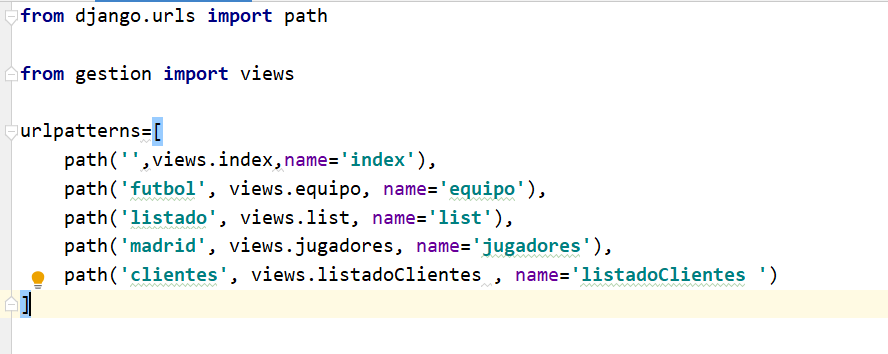 from django.urls import path
from gestion import views
urlpatterns=[
path('',views.index,name='index'),
path('futbol', views.equipo, name='equipo'),
path('listado', views.list, name='list'),
path('madrid', views.jugadores, name='jugadores'),
path('clientes', views.listadoClientes , name='listadoClientes ')
]